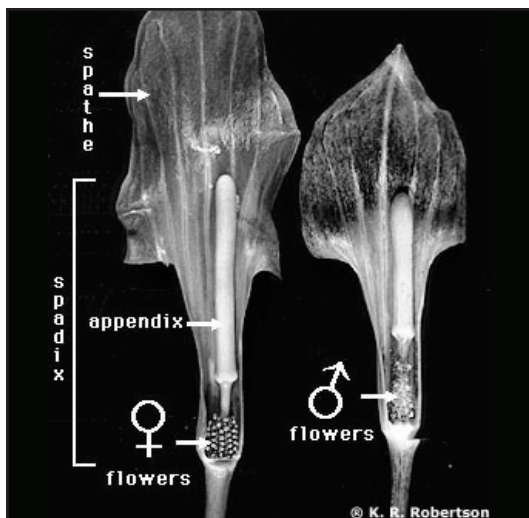 spathe
spadix
appendix
♀
flowers
♂
flowers
® K. R. Robertson